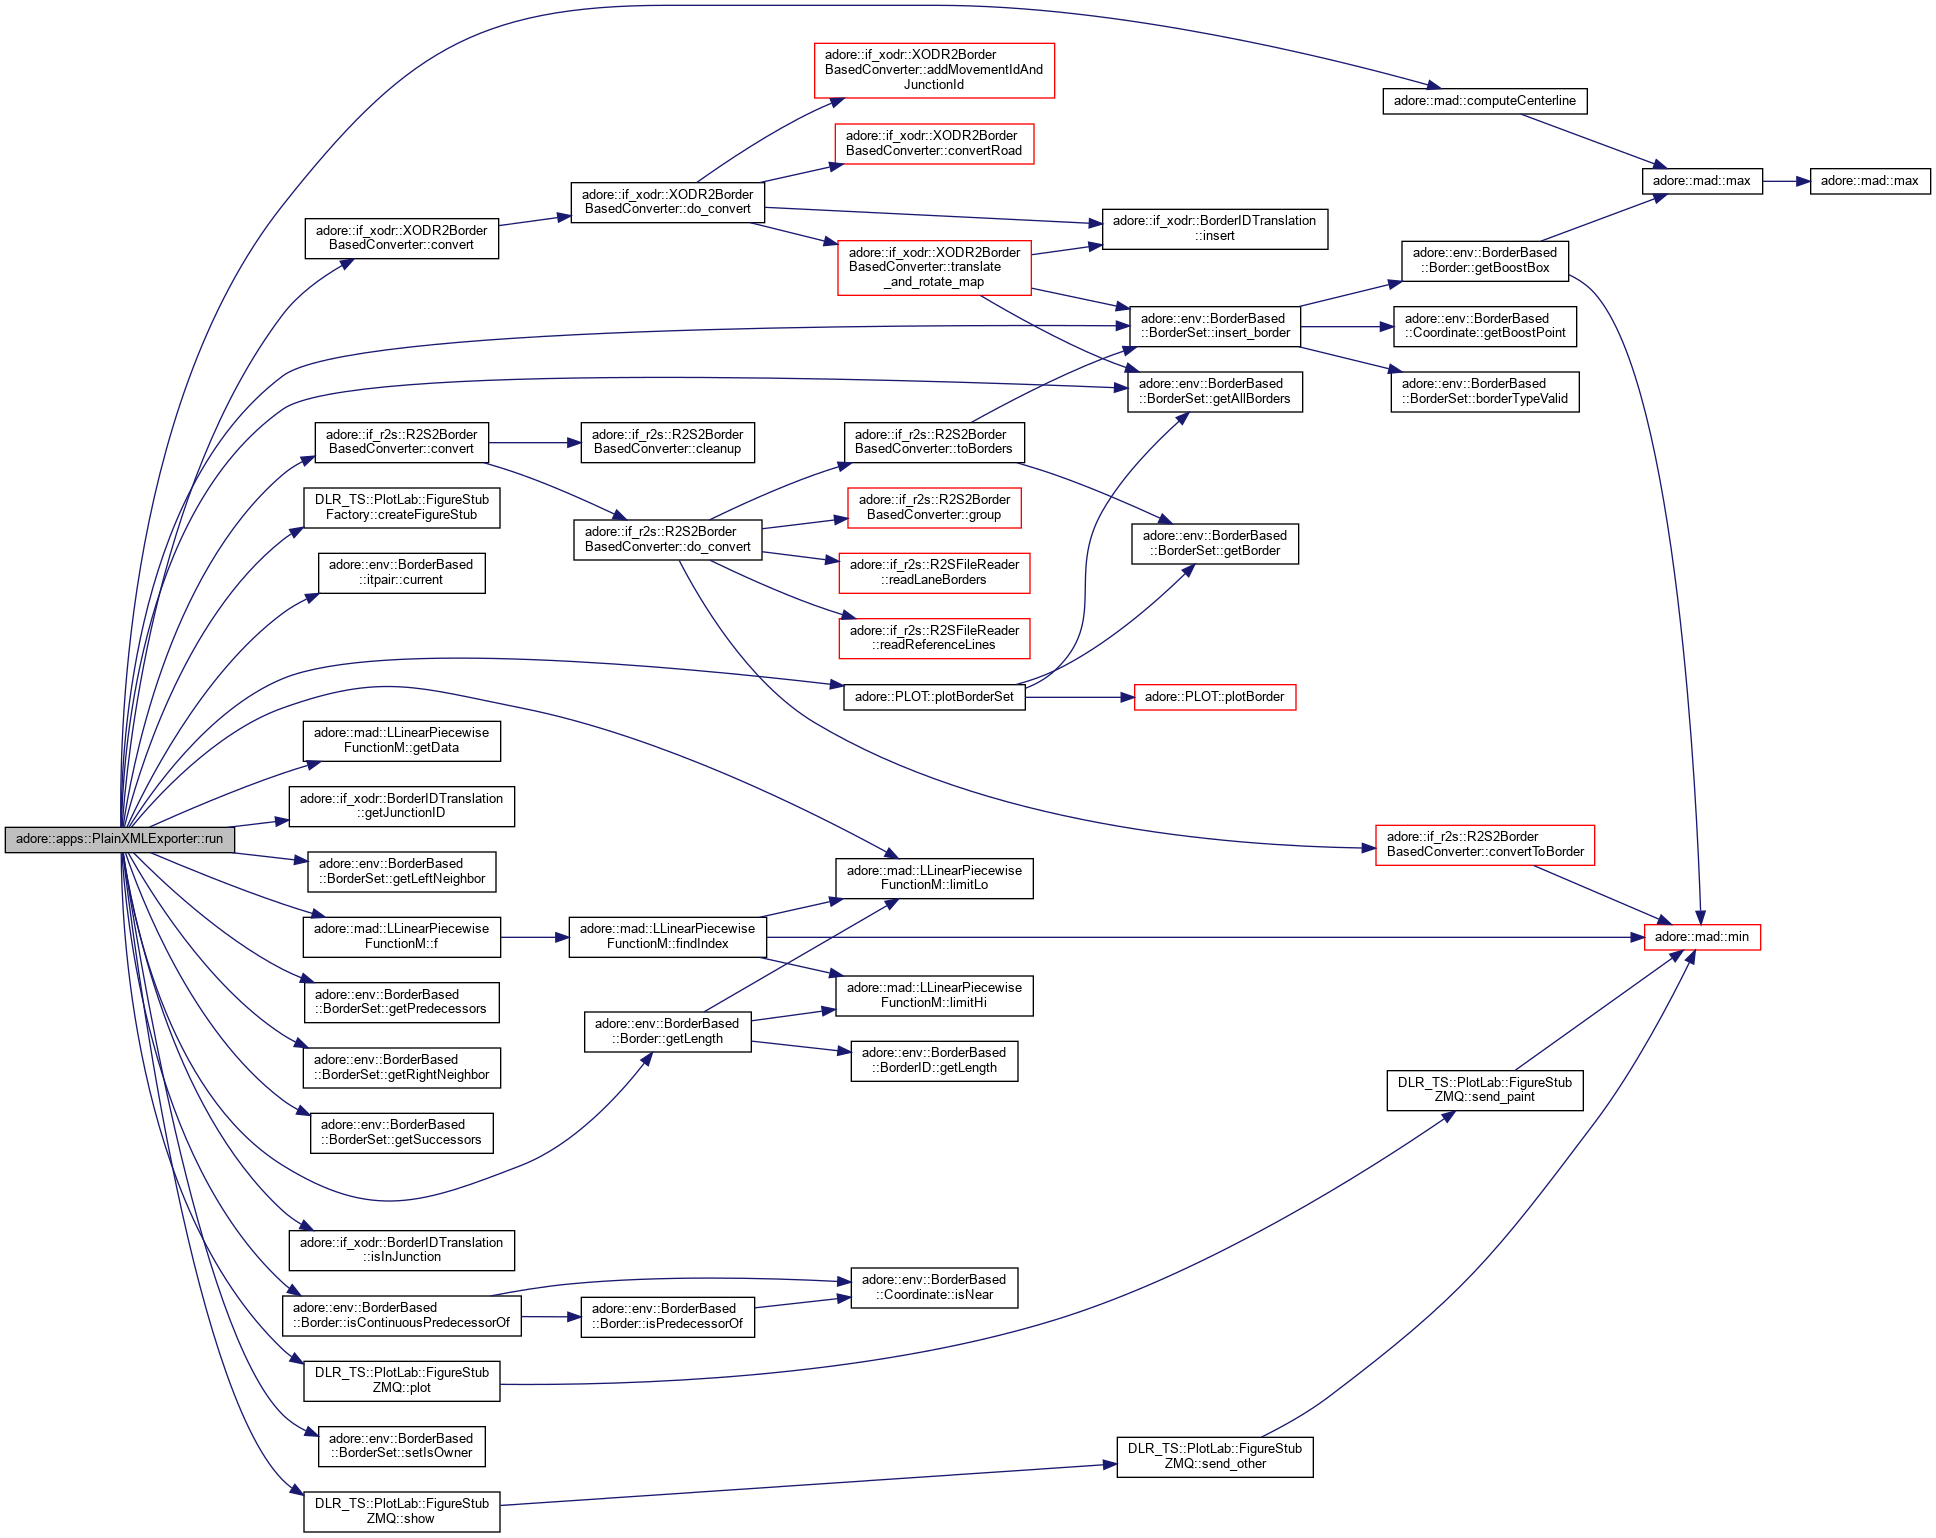 adore::apps::PlainXMLExporter::run
adore::if_xodr::XODR2Border
BasedConverter::convert
adore::if_r2s::R2S2Border
BasedConverter::convert
DLR_TS::PlotLab::FigureStub
Factory::createFigureStub
adore::env::BorderBased
::itpair::current
adore::mad::LLinearPiecewise
FunctionM::getData
adore::if_xodr::BorderIDTranslation
::getJunctionID
adore::env::BorderBased
::BorderSet::getLeftNeighbor
adore::mad::LLinearPiecewise
FunctionM::f
adore::env::BorderBased
::BorderSet::getPredecessors
adore::env::BorderBased
::BorderSet::getRightNeighbor
adore::env::BorderBased
::BorderSet::getSuccessors
adore::if_xodr::BorderIDTranslation
::isInJunction
adore::env::BorderBased
::Border::isContinuousPredecessorOf
DLR_TS::PlotLab::FigureStub
ZMQ::plot
adore::env::BorderBased
::BorderSet::setIsOwner
DLR_TS::PlotLab::FigureStub
ZMQ::show
adore::if_xodr::XODR2Border
BasedConverter::do_convert
adore::if_r2s::R2S2Border
BasedConverter::cleanup
adore::if_r2s::R2S2Border
BasedConverter::do_convert
adore::mad::LLinearPiecewise
FunctionM::findIndex
adore::env::BorderBased
::Border::getLength
adore::env::BorderBased
::Border::isPredecessorOf
adore::if_xodr::XODR2Border
BasedConverter::addMovementIdAnd
JunctionId
adore::if_xodr::XODR2Border
BasedConverter::convertRoad
adore::if_xodr::XODR2Border
BasedConverter::translate
_and_rotate_map
adore::if_r2s::R2S2Border
BasedConverter::toBorders
adore::if_r2s::R2S2Border
BasedConverter::group
adore::if_r2s::R2SFileReader
::readLaneBorders
adore::if_r2s::R2SFileReader
::readReferenceLines
adore::PLOT::plotBorderSet
adore::mad::LLinearPiecewise
FunctionM::limitLo
adore::mad::LLinearPiecewise
FunctionM::limitHi
adore::env::BorderBased
::BorderID::getLength
adore::env::BorderBased
::Coordinate::isNear
adore::if_xodr::BorderIDTranslation
::insert
adore::env::BorderBased
::BorderSet::insert_border
adore::env::BorderBased
::BorderSet::getAllBorders
adore::env::BorderBased
::BorderSet::getBorder
adore::PLOT::plotBorder
DLR_TS::PlotLab::FigureStub
ZMQ::send_other
adore::mad::computeCenterline
adore::env::BorderBased
::Border::getBoostBox
adore::env::BorderBased
::Coordinate::getBoostPoint
adore::env::BorderBased
::BorderSet::borderTypeValid
adore::if_r2s::R2S2Border
BasedConverter::convertToBorder
DLR_TS::PlotLab::FigureStub
ZMQ::send_paint
adore::mad::max
adore::mad::min
adore::mad::max